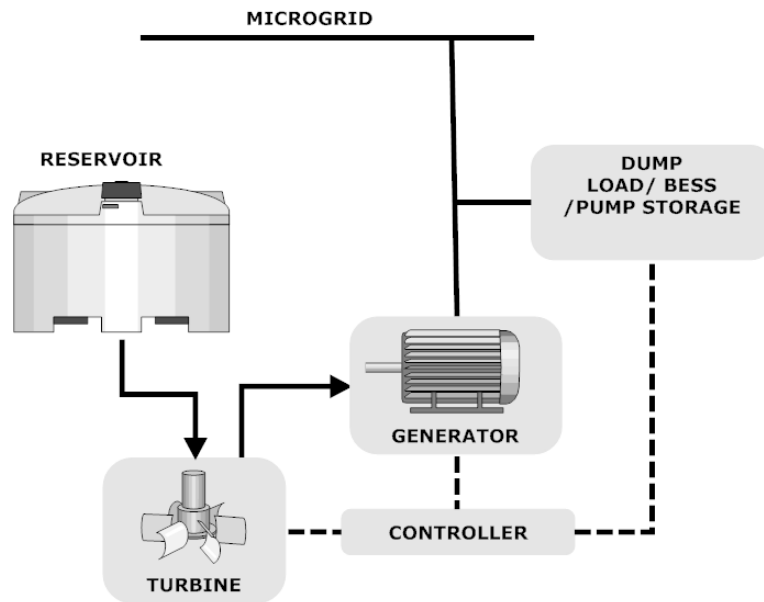 MICROGRID
RESERVOIR
DUMP
LOAD/ BESS
/PUMP STORAGE
GENERATOR
CONTROLLER
TURBINE